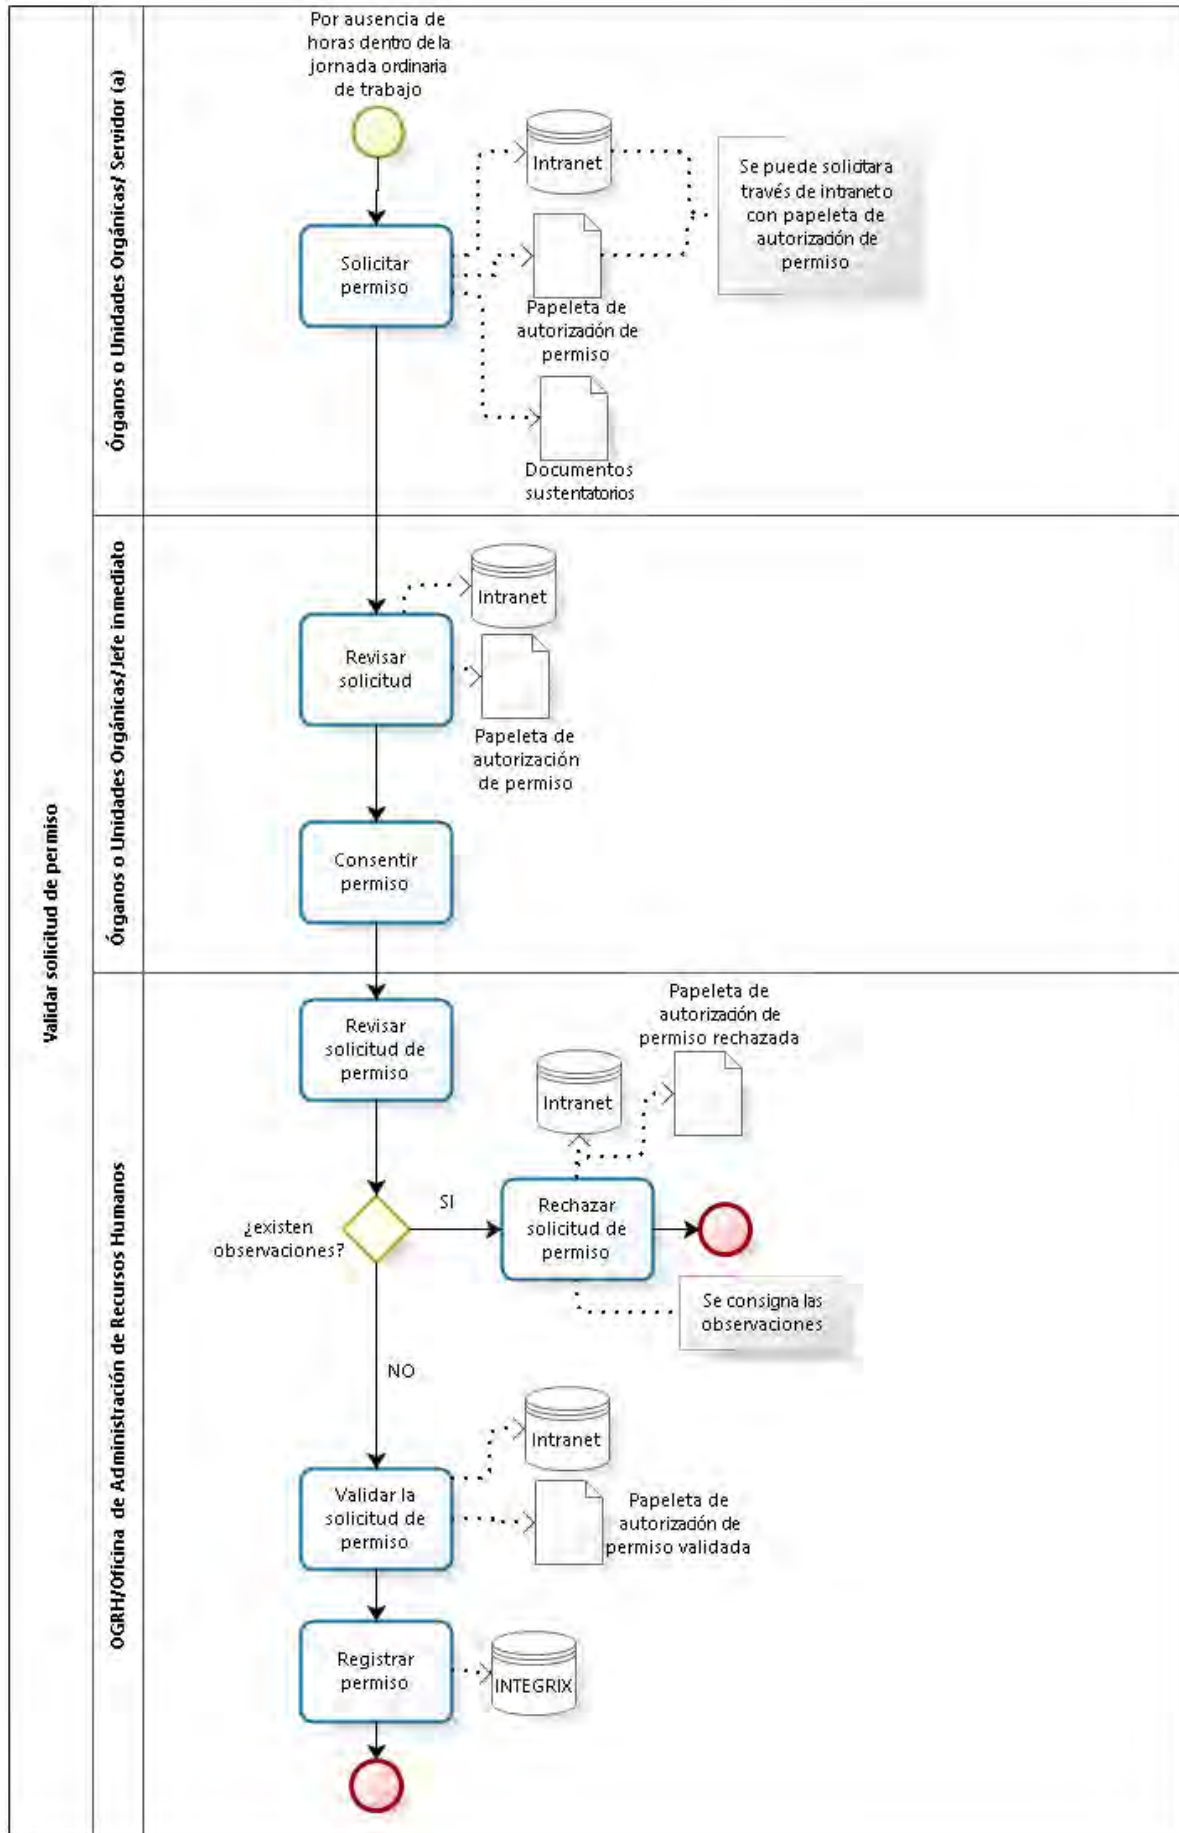 Validar solicitud de permiso
Órganos o Unidades Orgánicas/ Servidor (a)
Por ausencia de
horas dentro de la
jornada ordinaria
de trabajo
Intranet
Se puede solicitar a
través de intranet o
con papeleta de
autorización de
permiso
Solicitar
permiso
Papeleta de
autorización de
permiso
Documentos
sustentatorios
Órganos o Unidades Orgánicas/Jefe inmediato
Intranet
Revisar
solicitud
Papeleta de
autorización
de permiso
Consentir
permiso
OGRH/Oficina de Administración de Recursos Humanos
Revisar
solicitud de
permiso
Papeleta de
autorización de
permiso rechazada
Intranet
¿existen
observaciones?
SI
Rechazar
solicitud de
permiso
Se consigna las
observaciones
NO
Intranet
Validar la
solicitud de
permiso
Papeleta de
autorización de
permiso validada
Registrar
permiso
INTEGRIX